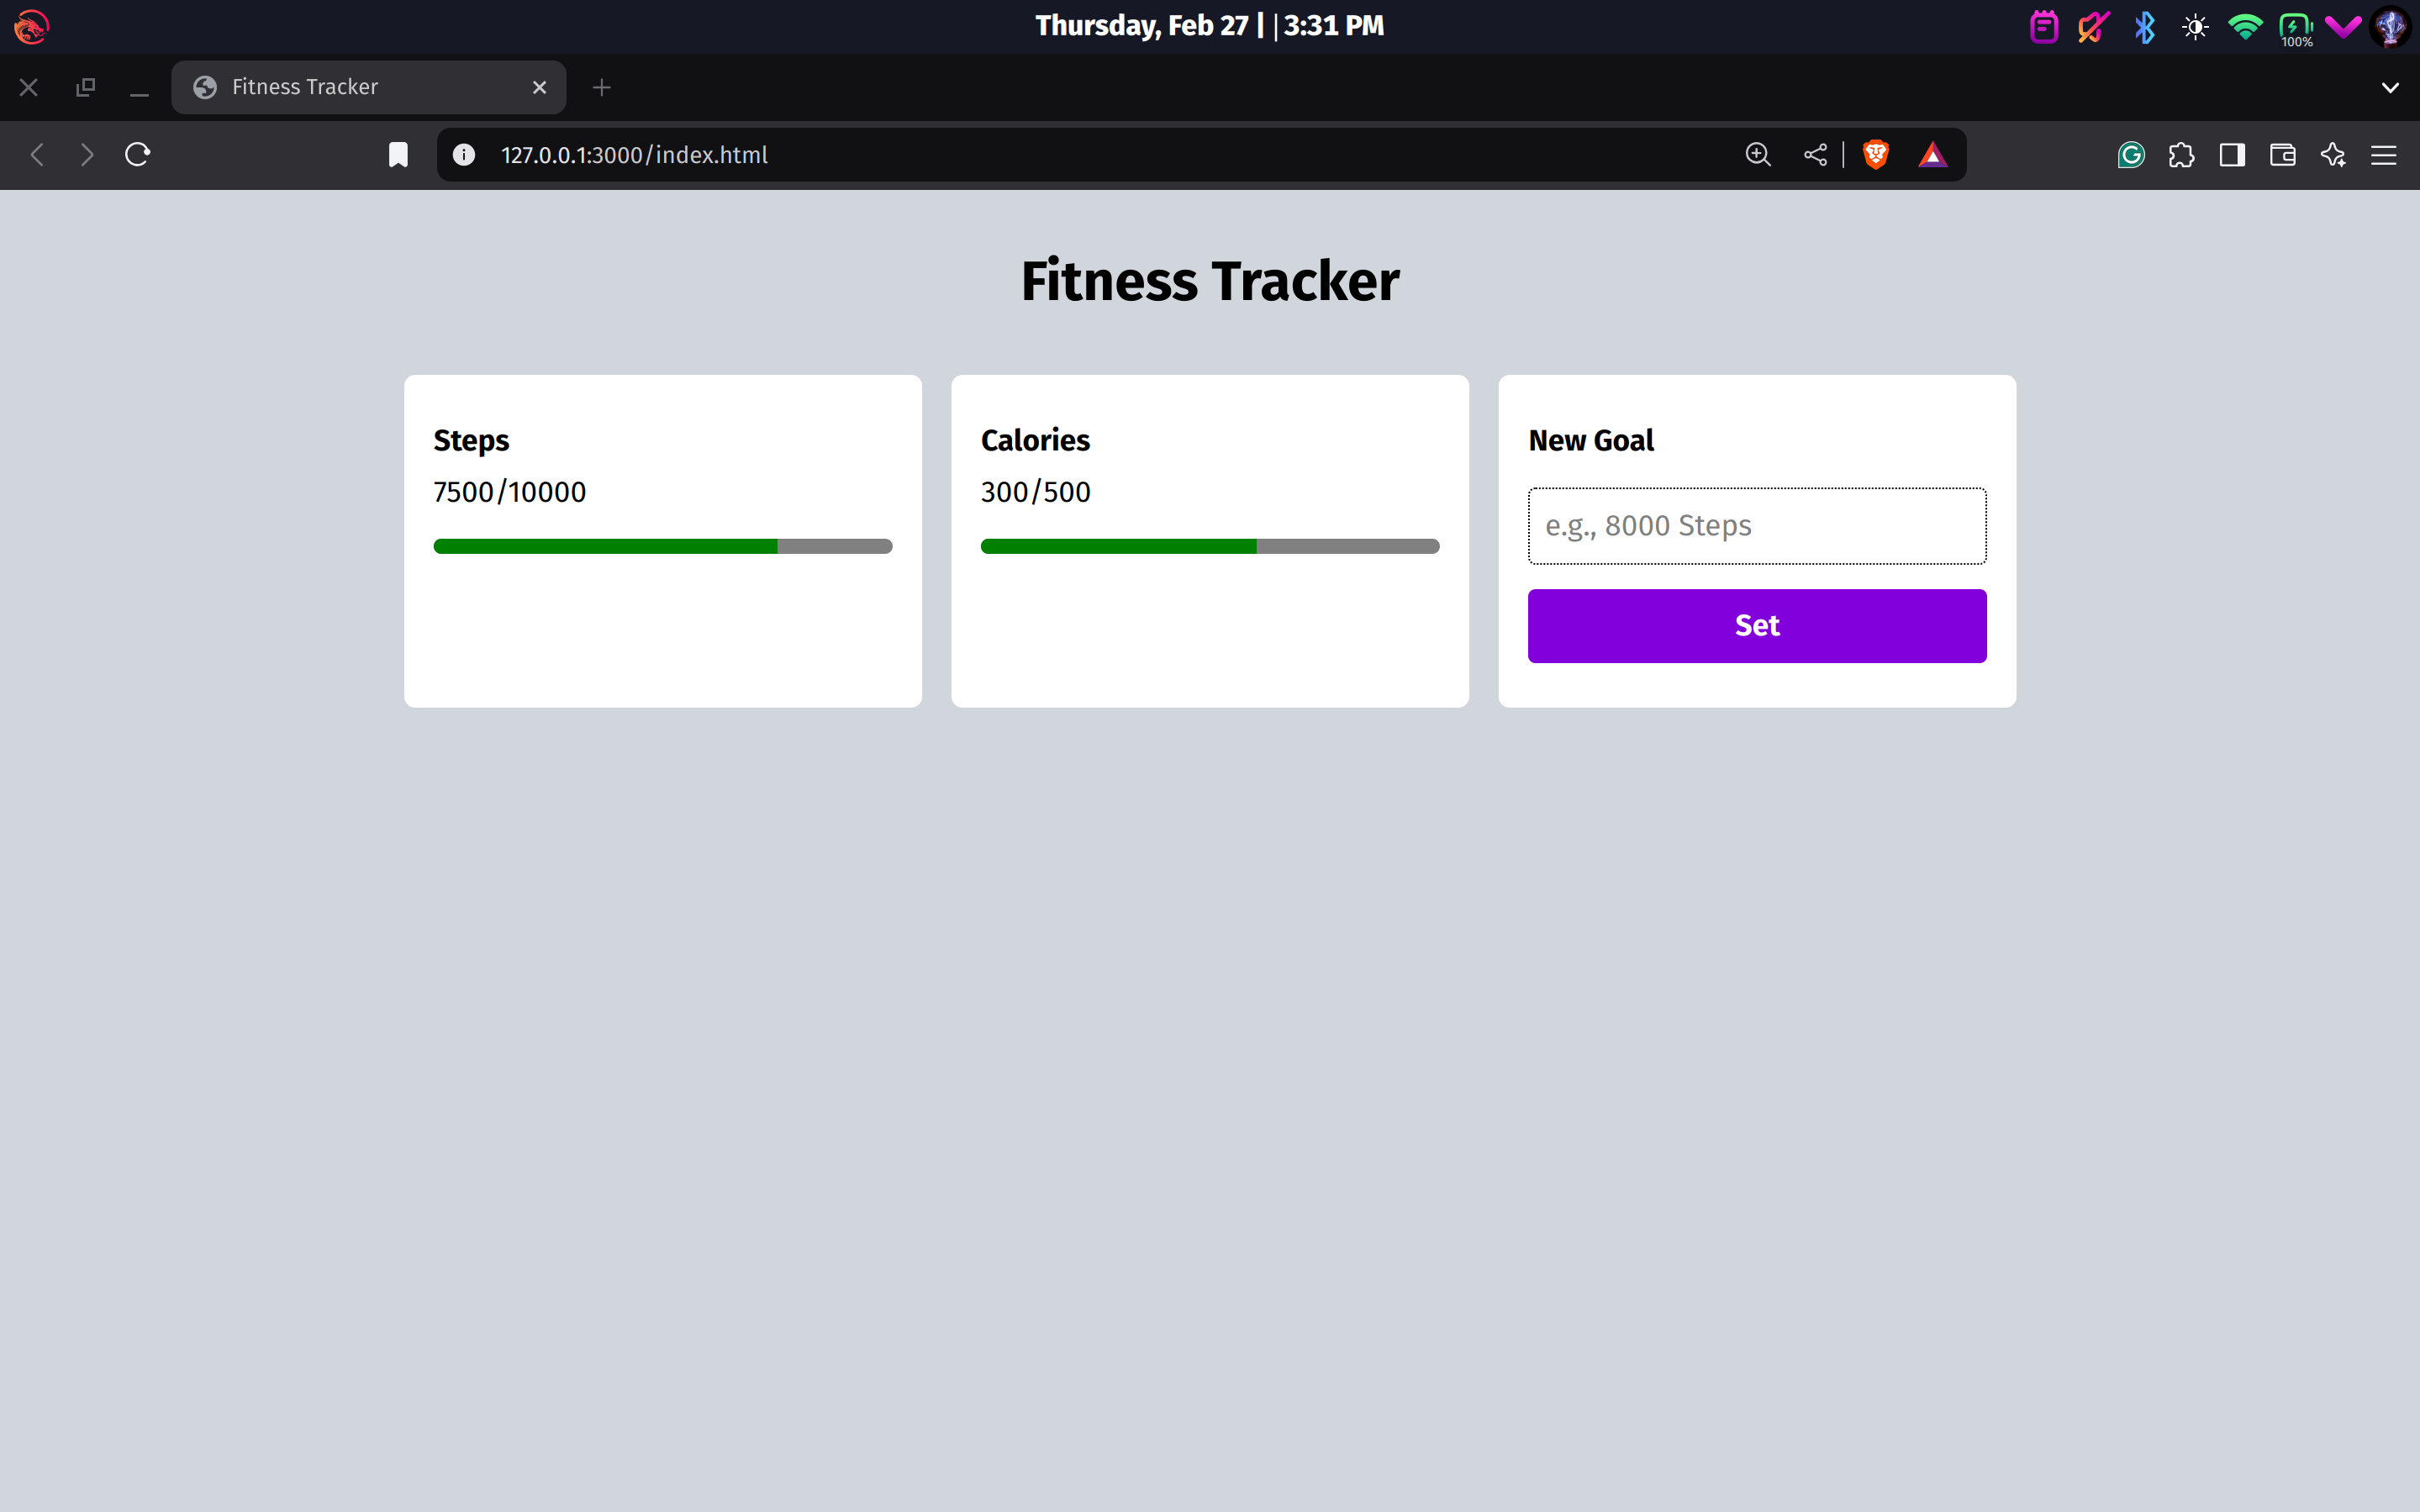 Thursday, Feb 27 | | 3:31 PM
100%
Fitness Tracker
127.0.0.1:3000/index.html
Fitness Tracker
Steps
7500/10000
Calories
300/500
New Goal
e.g., 8000 Steps
Set